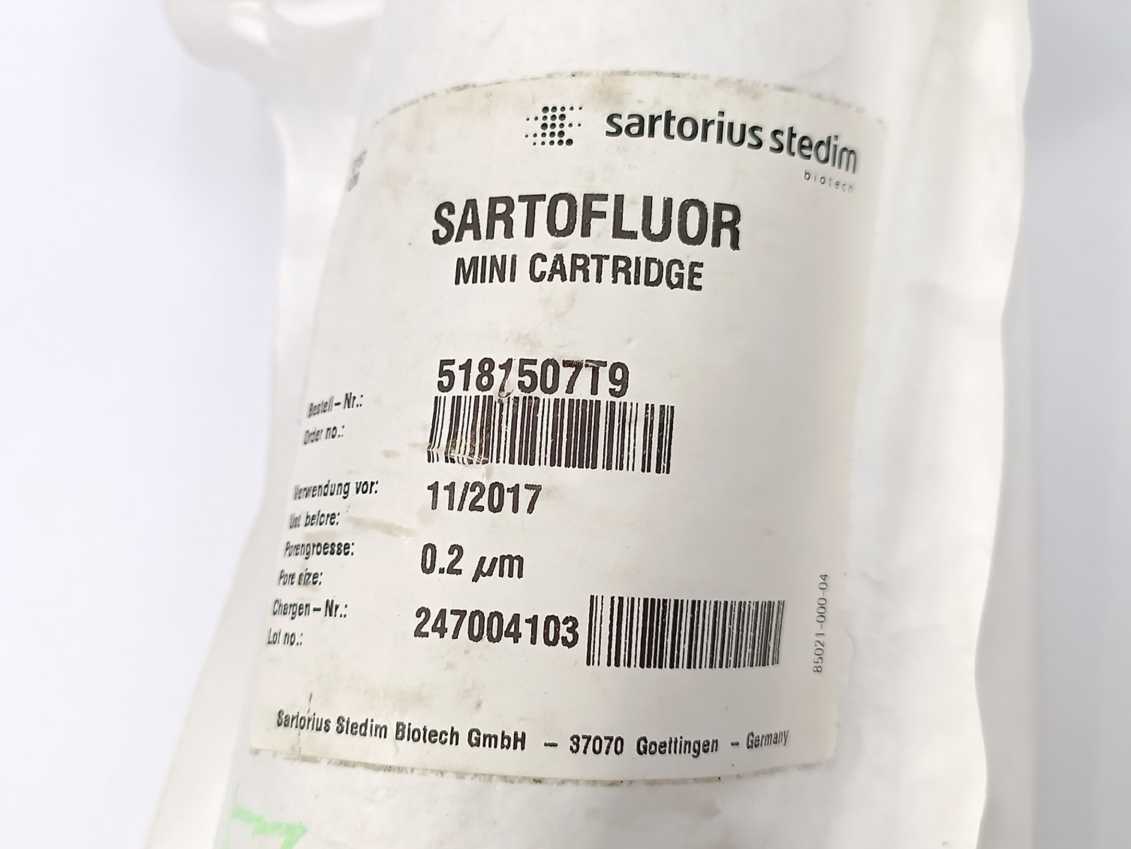 sartorius stedim
biotech
SARTOFLUOR
MINI CARTRIDGE
5181507T9
Bestell-Nr.:
Order no.:
Verwendung vor: 11/2017
Use before:
Porengroesse: 0.2 µm
Pore size:
Chargen-Nr.: 247004103
Lot no.:
85021-000-04
Sartorius Stedim Biotech GmbH - 37070 Goettingen - Germany